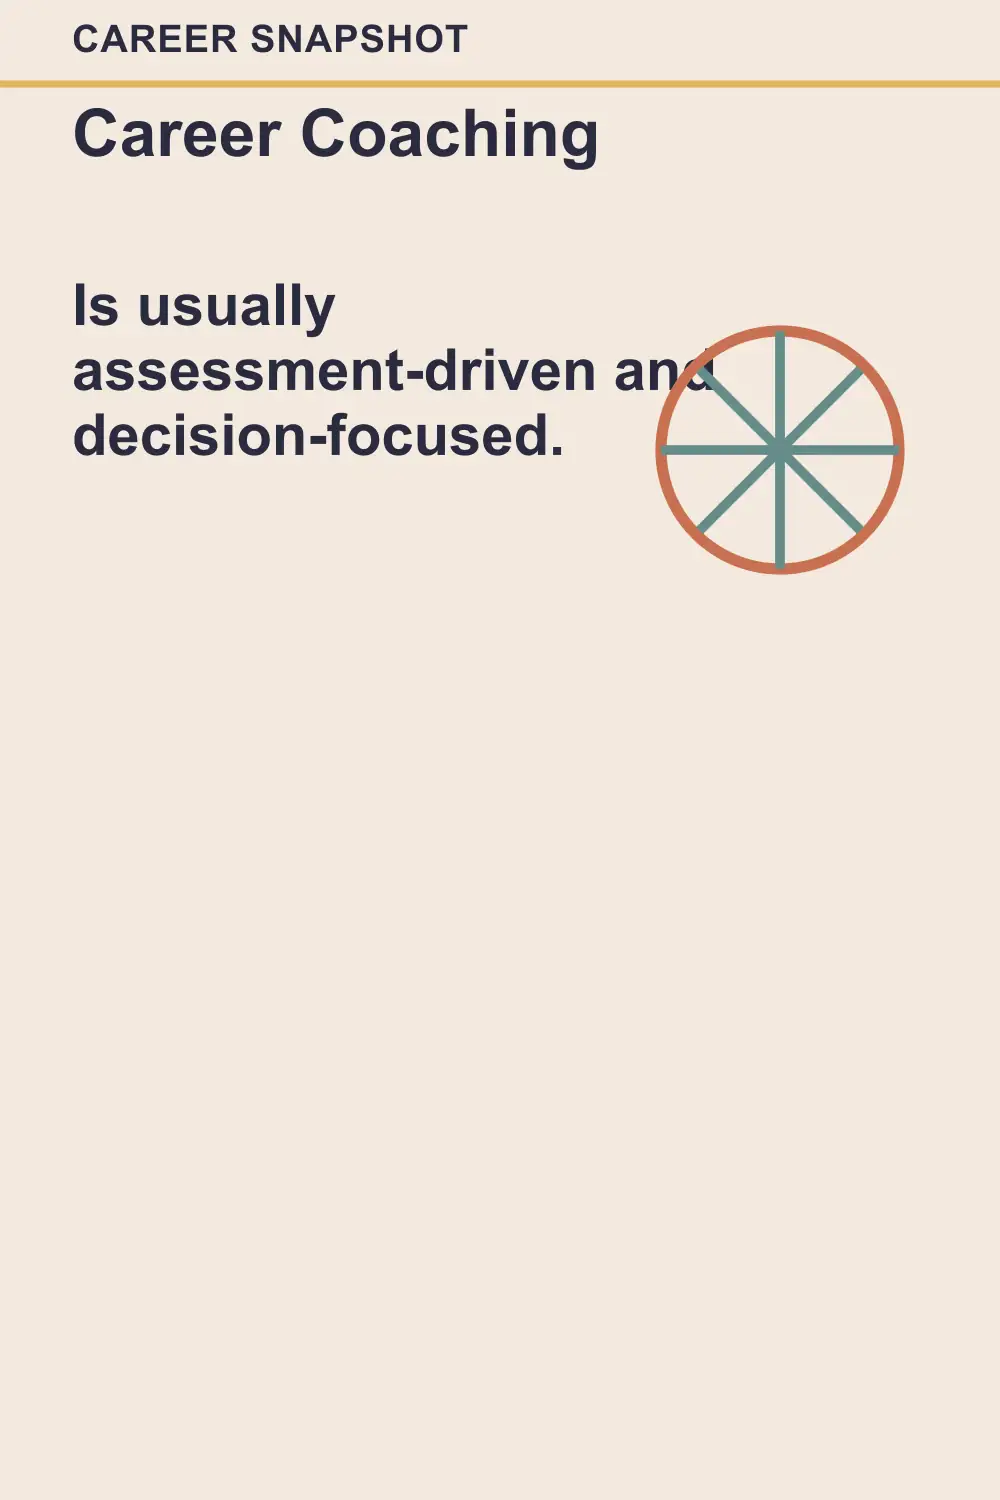 CAREER SNAPSHOT
Career Coaching
Is usually
assessment-driven and
decision-focused.